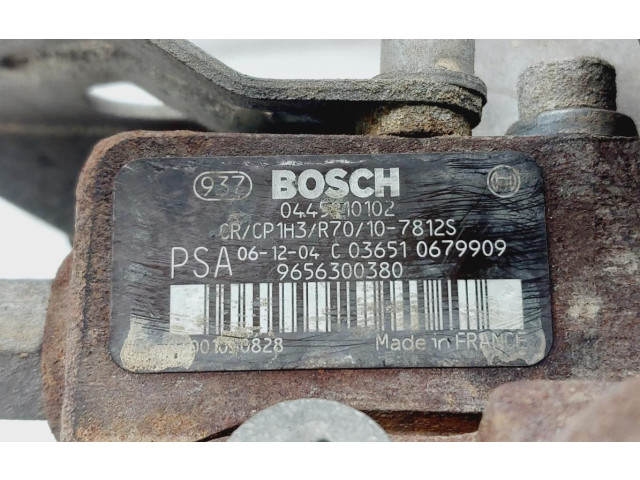 937 BOSCH
CR/CP1H3/R70/10-7812S
PSA 06-12-04 C 03651 0679909
9656300380
Made in FRANCE